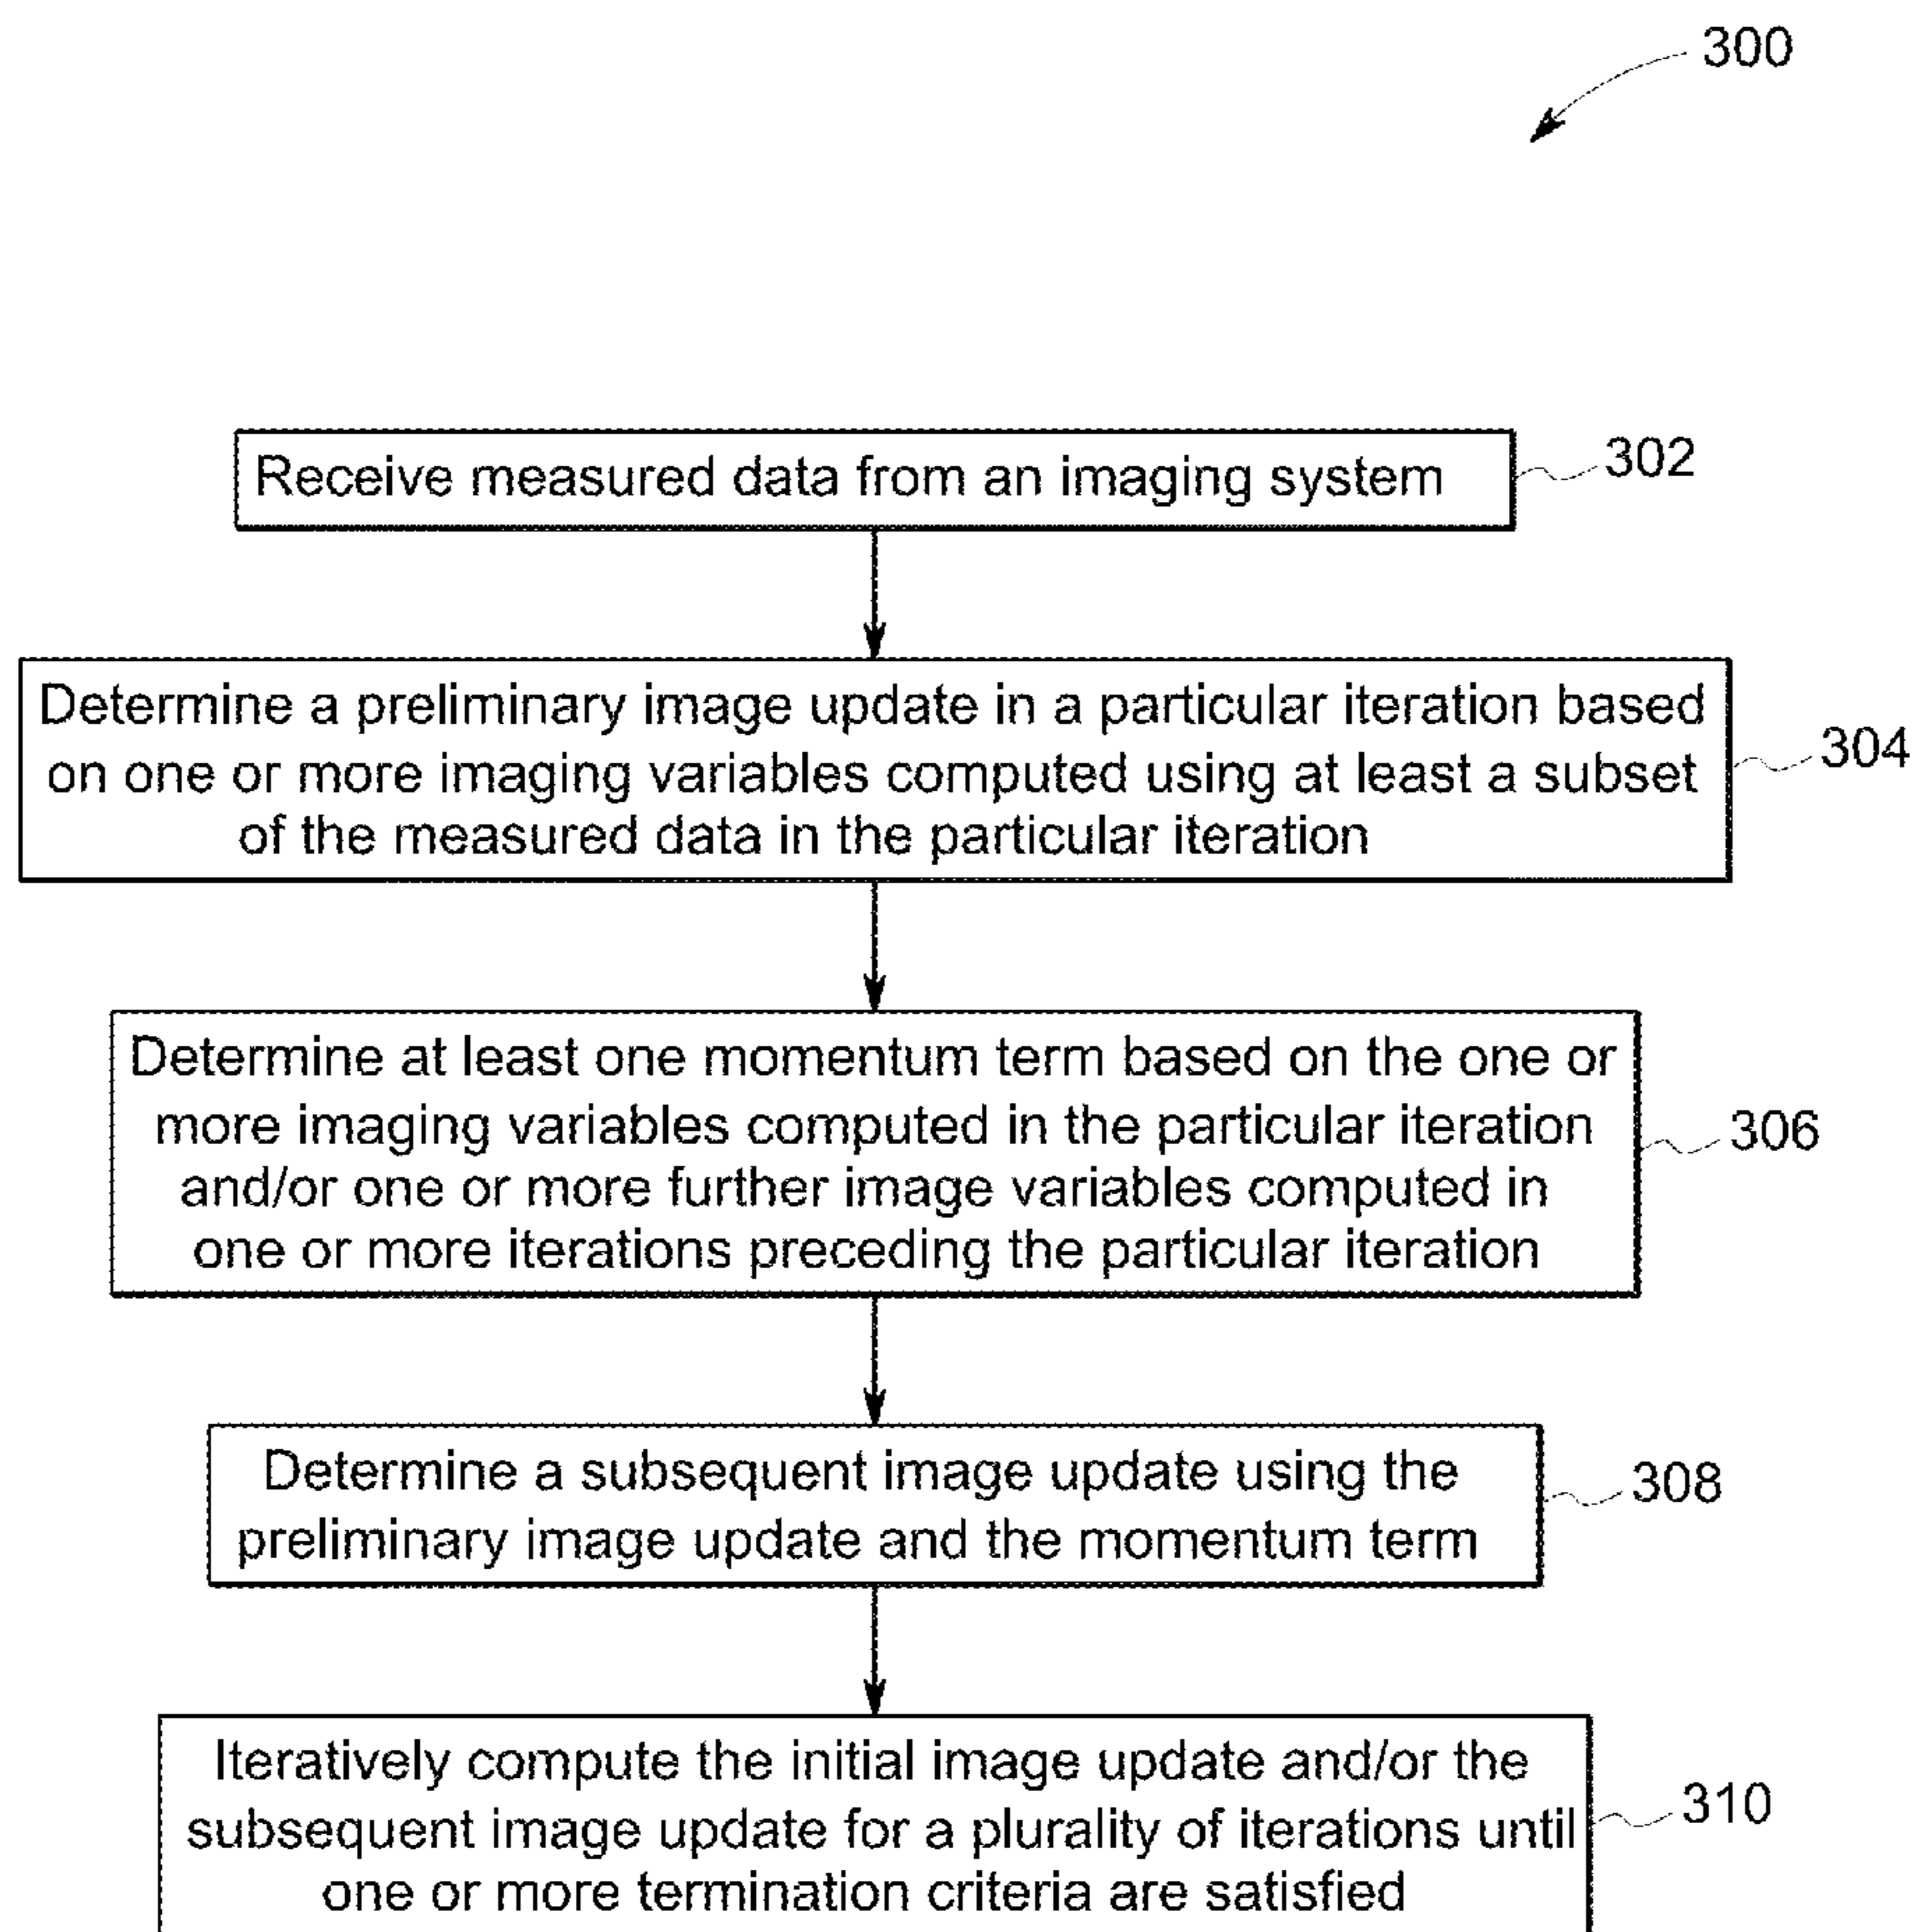 300
Receive measured data from an imaging system
302
Determine a preliminary image update in a particular iteration based
on one or more imaging variables computed using at least a subset
of the measured data in the particular iteration
304
Determine at least one momentum term based on the one or
more imaging variables computed in the particular iteration
and/or one or more further image variables computed in
one or more iterations preceding the particular iteration
306
Determine a subsequent image update using the
preliminary image update and the momentum term
308
Iteratively compute the initial image update and/or the
subsequent image update for a plurality of iterations until
one or more termination criteria are satisfied
310